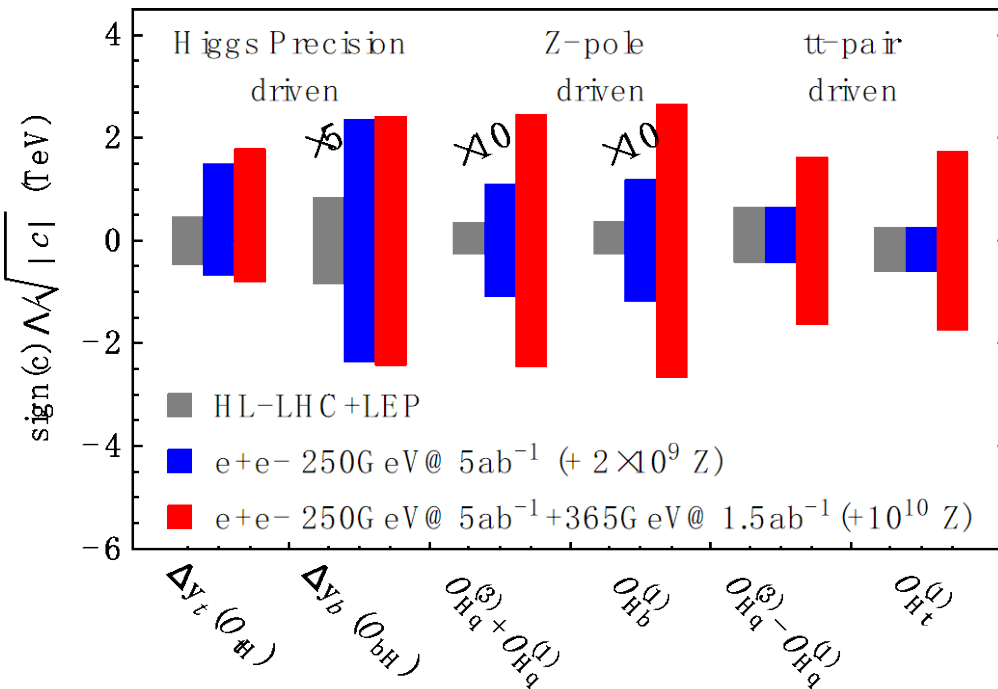 Higgs Precision
driven
Z-pole
driven
tt-pair
driven
×5
×10
×10
sign(c) Λ/√|c| (TeV)
4
2
0
−2
−4
−6
HL-LHC+LEP
e+e- 250GeV@ 5ab⁻¹ (+ 2×10⁹ Z)
e+e- 250GeV@ 5ab⁻¹+365GeV@ 1.5ab⁻¹ (+10¹⁰ Z)
Δy_t (O_tH)
Δy_b (O_bH)
O_Hq^(3)+O_Hq^(1)
O_Hb^(1)
O_Hq^(3)−O_Hq^(1)
O_Ht^(1)